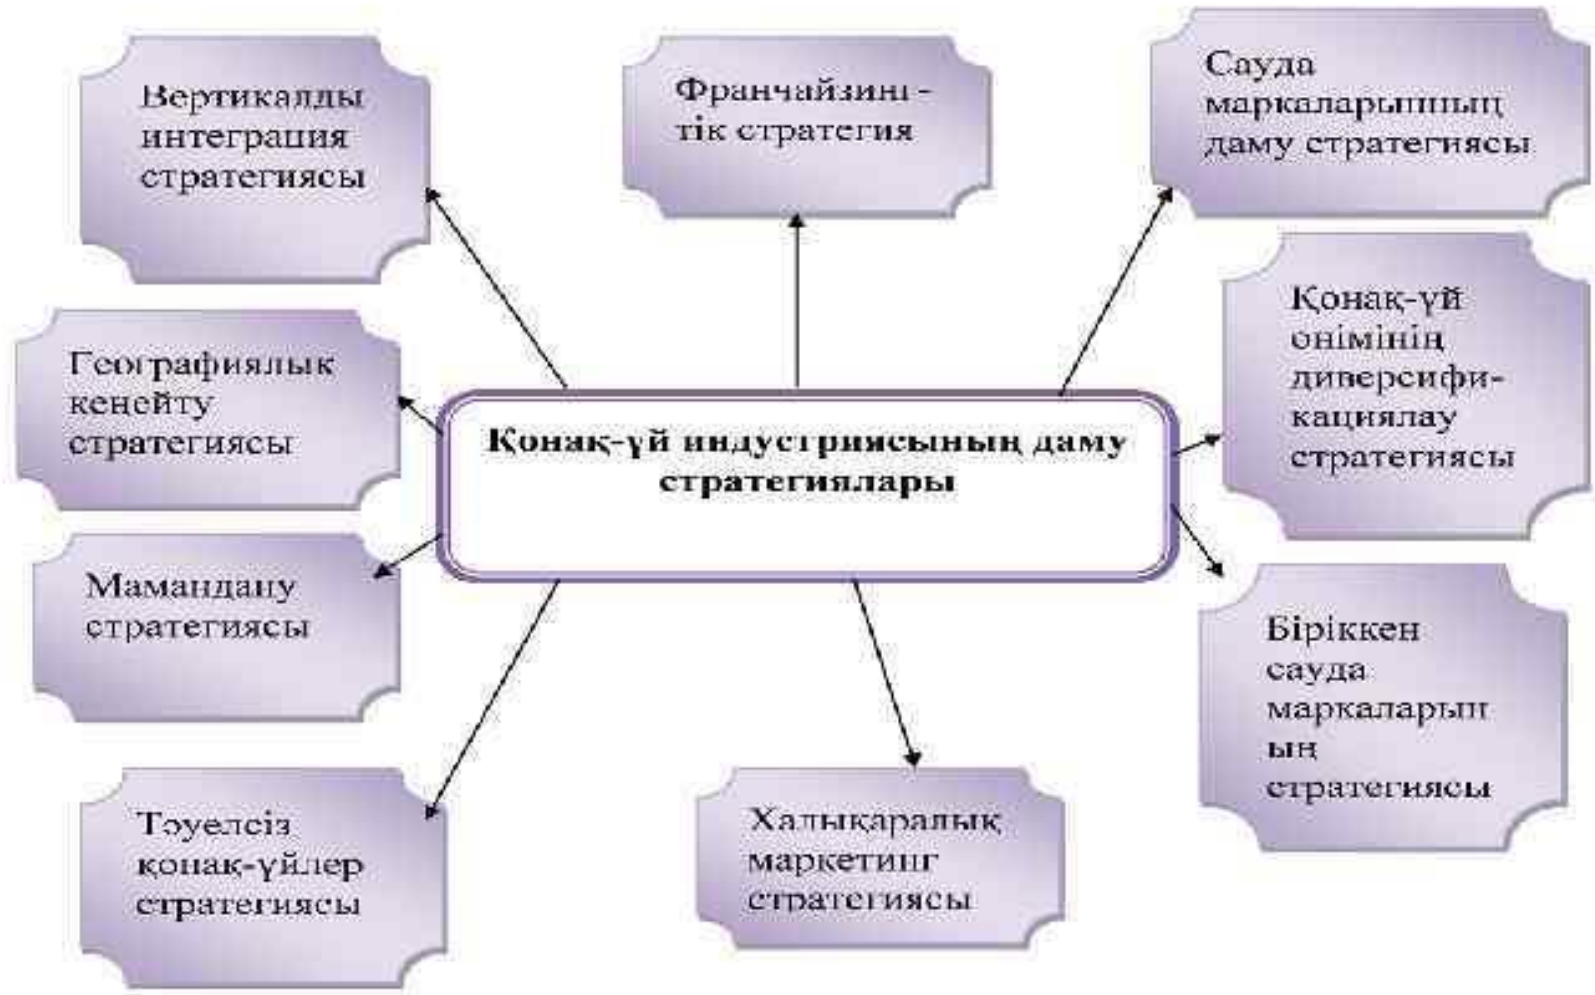 Вертикалды
интеграция
стратегиясы
Франчайзинг-
тік стратегия
Сауда
маркаларының
даму стратегиясы
Географиялық
кеңейту
стратегиясы
Қонақ-үй индустриясының даму
стратегиялары
Қонақ-үй
өнімінің
диверсифи-
кациялау
стратегиясы
Мамандану
стратегиясы
Біріккен
сауда
маркаларын
ың
стратегиясы
Тәуелсіз
қонақ-үйлер
стратегиясы
Халықаралық
маркетинг
стратегиясы